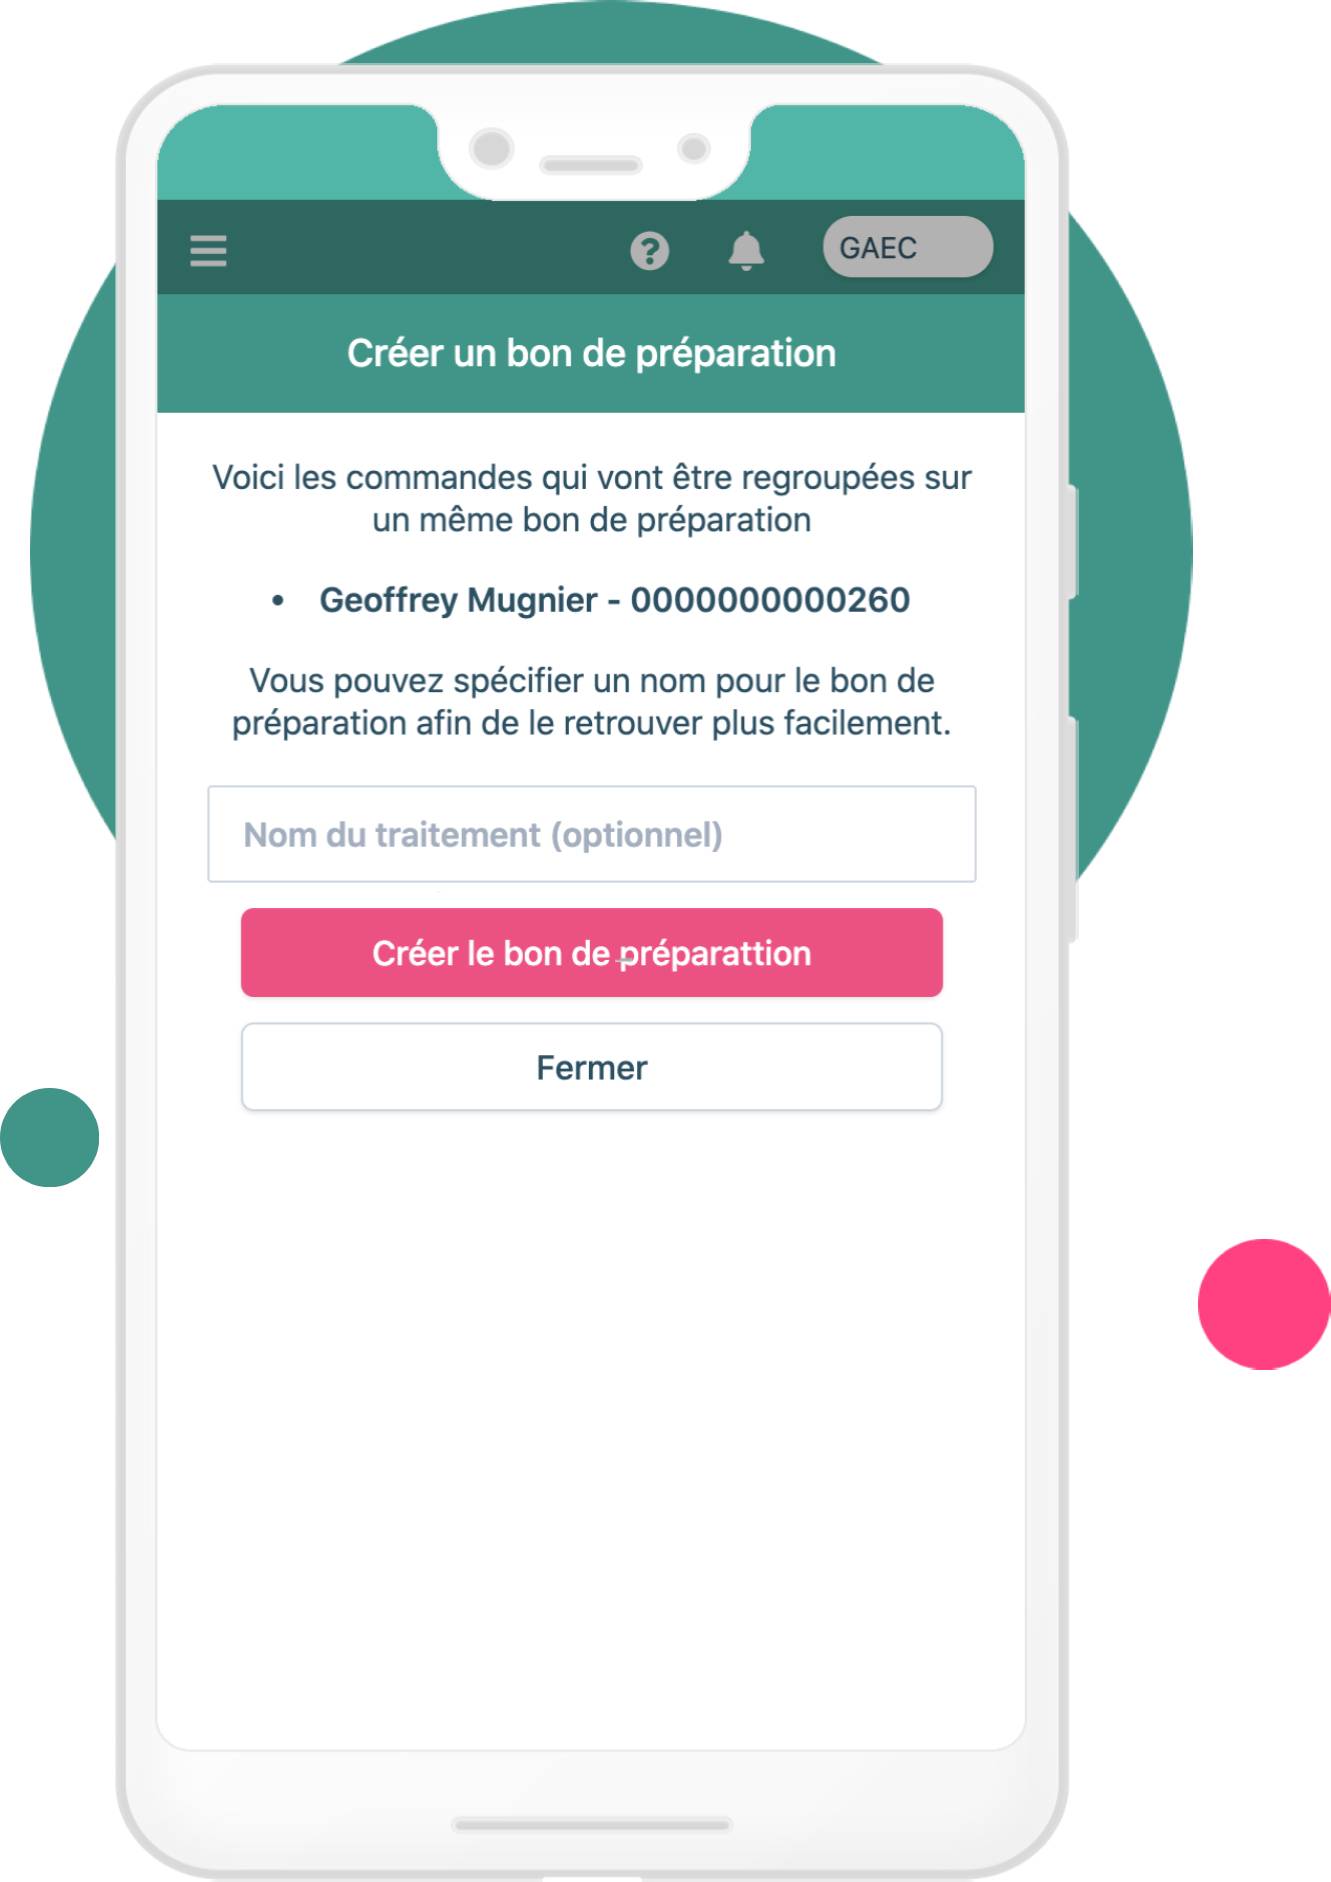 GAEC
Créer un bon de préparation
Voici les commandes qui vont être regroupées sur
un même bon de préparation
• Geoffrey Mugnier - 0000000000260
Vous pouvez spécifier un nom pour le bon de
préparation afin de le retrouver plus facilement.
Nom du traitement (optionnel)
Créer le bon de préparattion
Fermer